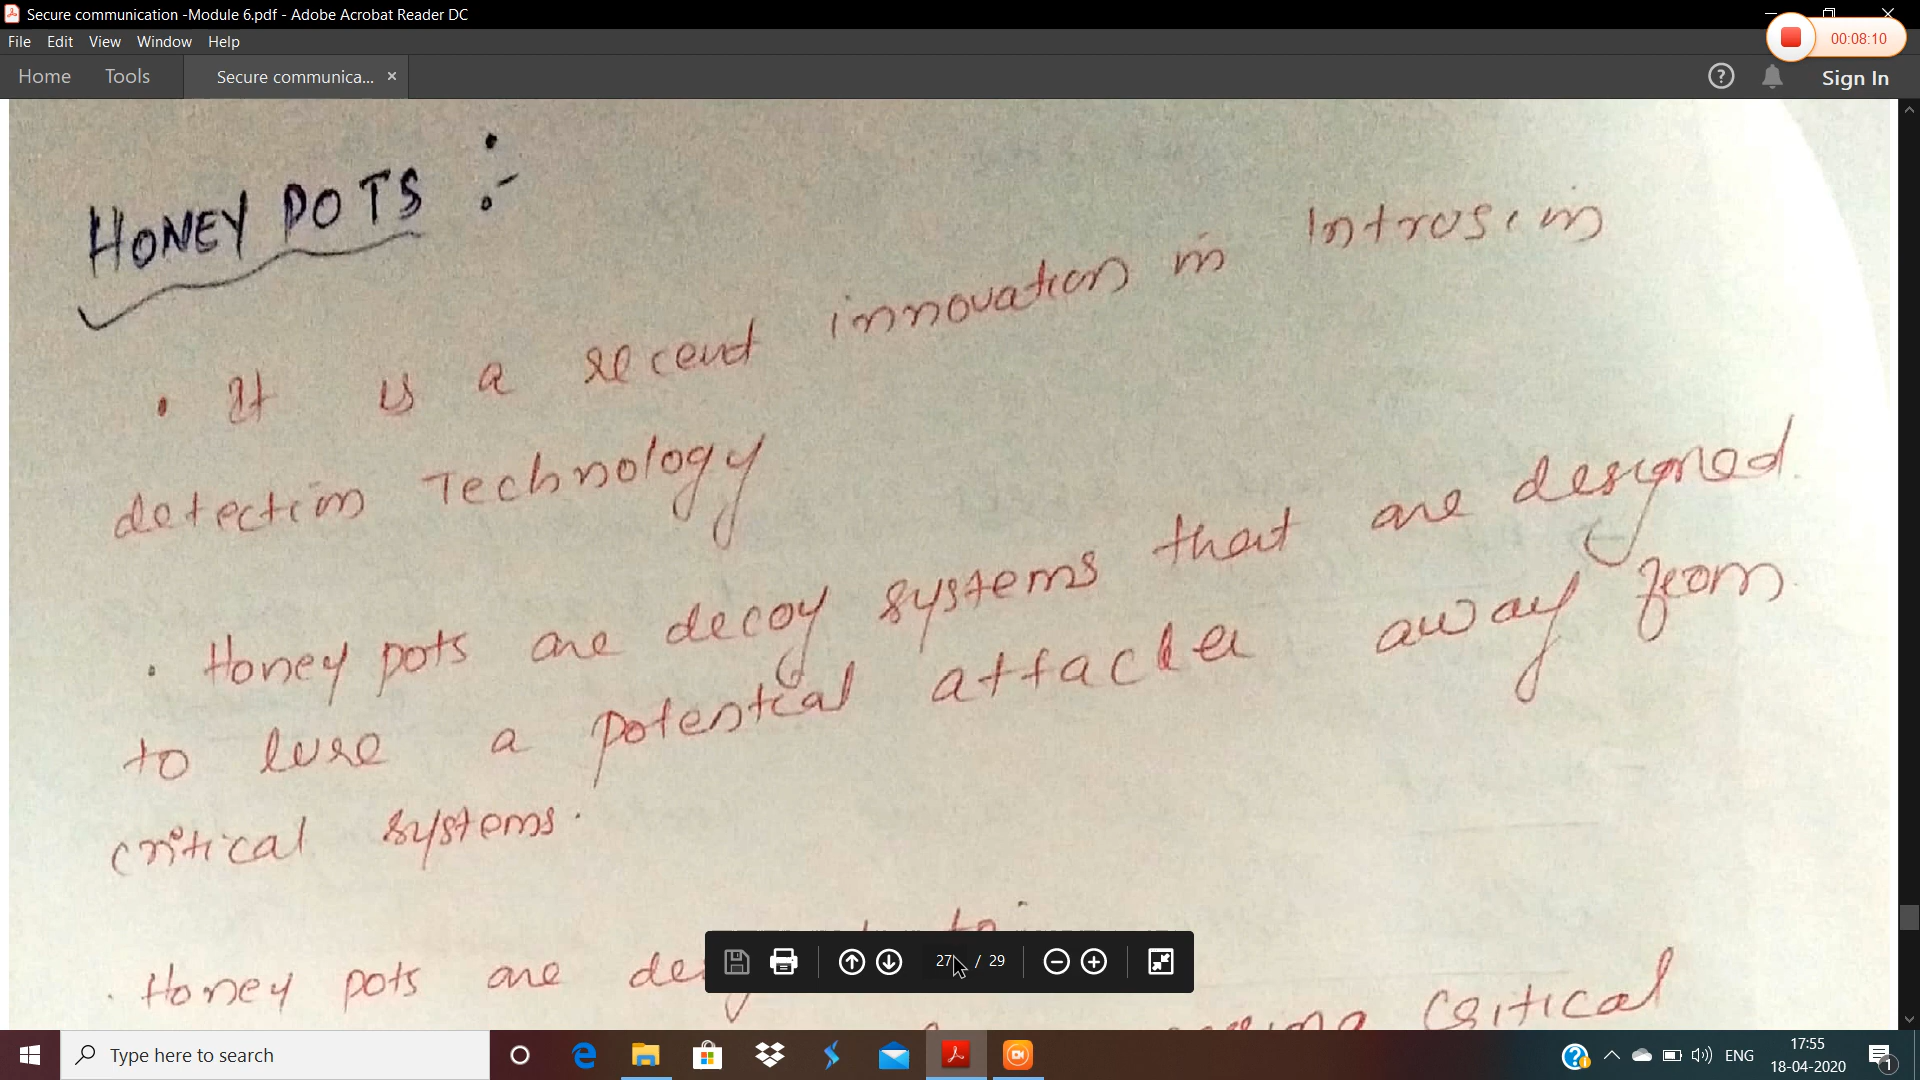 Secure communication -Module 6.pdf - Adobe Acrobat Reader DC
File Edit View Window Help
00:08:10
Home Tools Secure communica... × Sign In
HONEY POTS :-
• It is a recent innovation in Intrusion
detection Technology
• Honey pots are decoy systems that are designed
to lure a potential attacker away from
critical systems.
27 / 29
. Honey pots are to
critical
Type here to search
ENG
17:55
18-04-2020
1